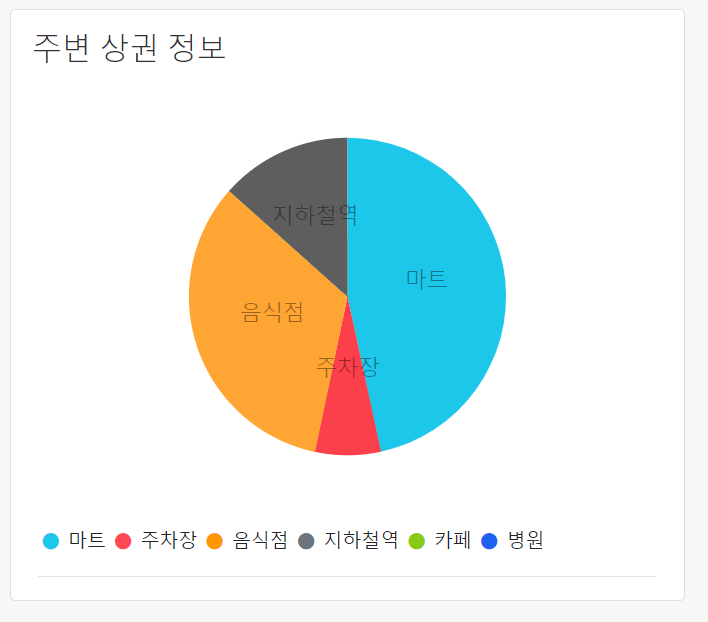 주변 상권 정보
지하철역
마트
음식점
주차장
마트 주차장 음식점 지하철역 카페 병원